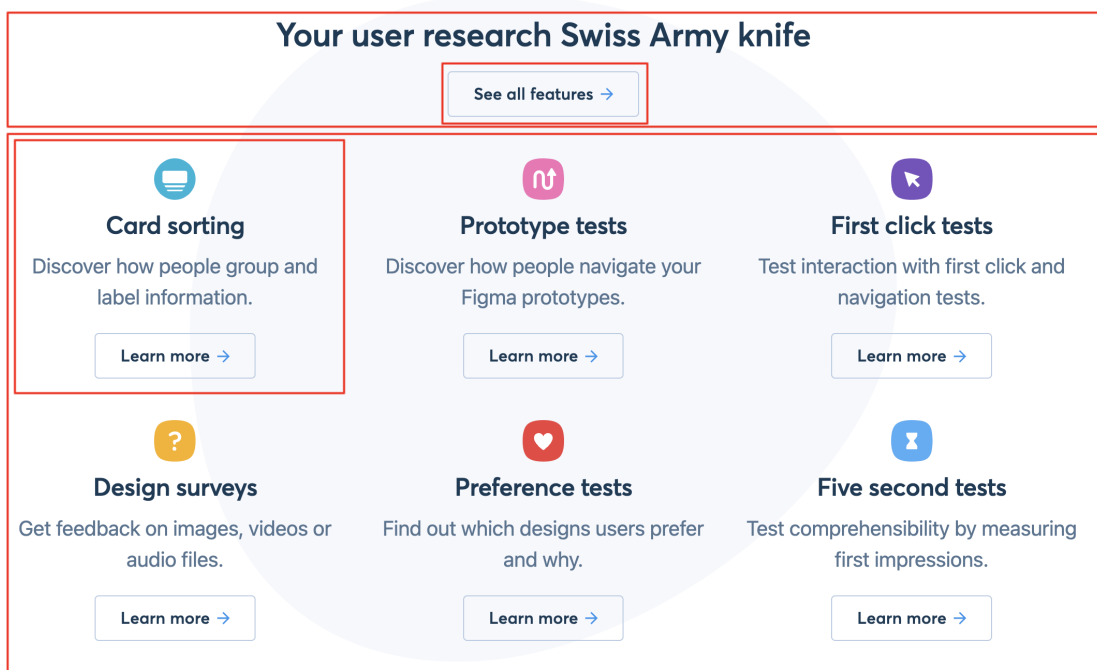 Your user research Swiss Army knife
See all features →
Card sorting
Discover how people group and
label information.
Learn more →
Prototype tests
Discover how people navigate your
Figma prototypes.
Learn more →
First click tests
Test interaction with first click and
navigation tests.
Learn more →
?
Design surveys
Get feedback on images, videos or
audio files.
Learn more →
Preference tests
Find out which designs users prefer
and why.
Learn more →
Five second tests
Test comprehensibility by measuring
first impressions.
Learn more →